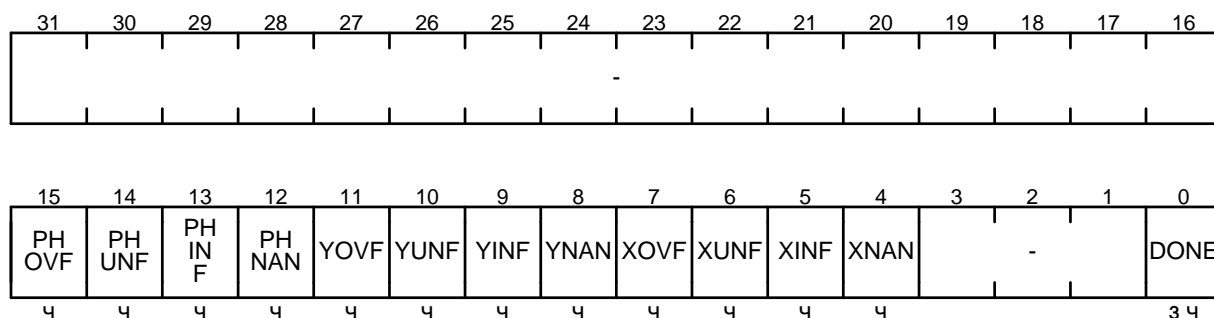 31 30 29 28 27 26 25 24 23 22 21 20 19 18 17 16
-
15 14 13 12 11 10 9 8 7 6 5 4 3 2 1 0
PH OVF PH UNF PH IN F PH NAN YOVF YUNF YINF YNAN XOVF XUNF XINF XNAN - DONE
ч ч ч ч ч ч ч ч ч ч ч ч з ч